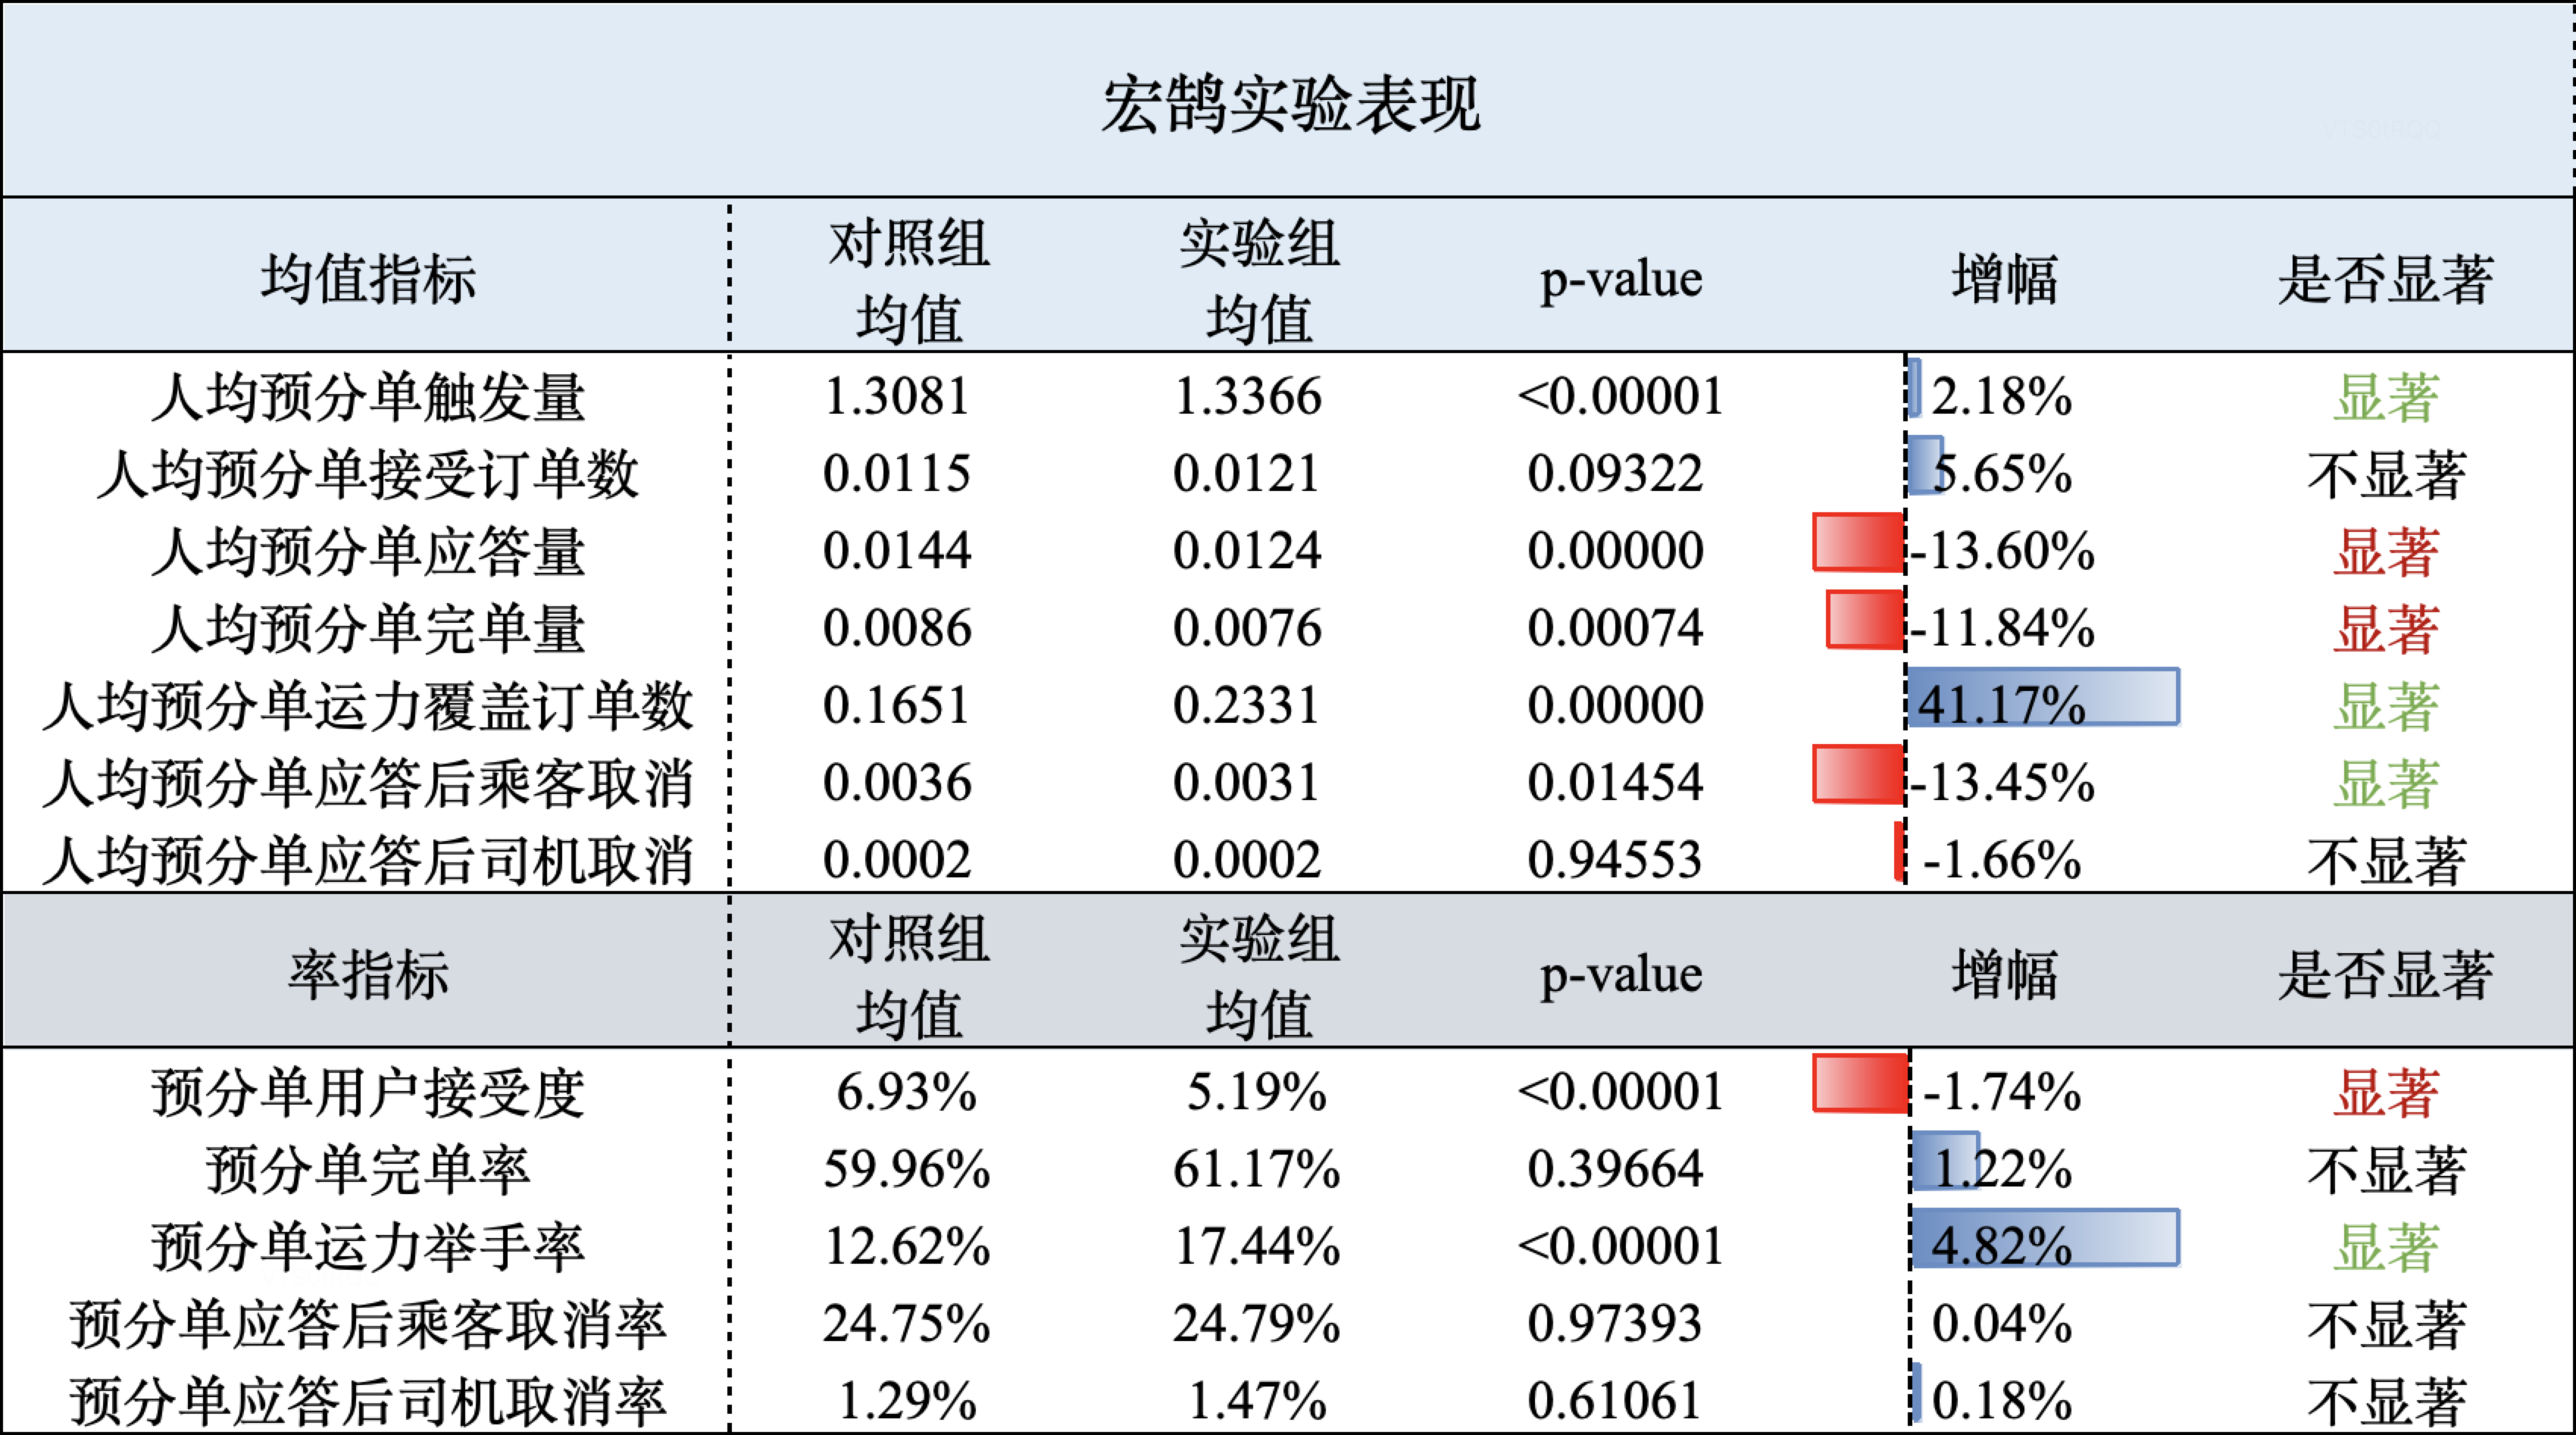 宏鹄实验表现
均值指标 对照组均值 实验组均值 p-value 增幅 是否显著
人均预分单触发量 1.3081 1.3366 <0.00001 2.18% 显著
人均预分单接受订单数 0.0115 0.0121 0.09322 5.65% 不显著
人均预分单应答量 0.0144 0.0124 0.00000 -13.60% 显著
人均预分单完单量 0.0086 0.0076 0.00074 -11.84% 显著
人均预分单运力覆盖订单数 0.1651 0.2331 0.00000 41.17% 显著
人均预分单应答后乘客取消 0.0036 0.0031 0.01454 -13.45% 显著
人均预分单应答后司机取消 0.0002 0.0002 0.94553 -1.66% 不显著
率指标 对照组均值 实验组均值 p-value 增幅 是否显著
预分单用户接受度 6.93% 5.19% <0.00001 -1.74% 显著
预分单完单率 59.96% 61.17% 0.39664 1.22% 不显著
预分单运力举手率 12.62% 17.44% <0.00001 4.82% 显著
预分单应答后乘客取消率 24.75% 24.79% 0.97393 0.04% 不显著
预分单应答后司机取消率 1.29% 1.47% 0.61061 0.18% 不显著